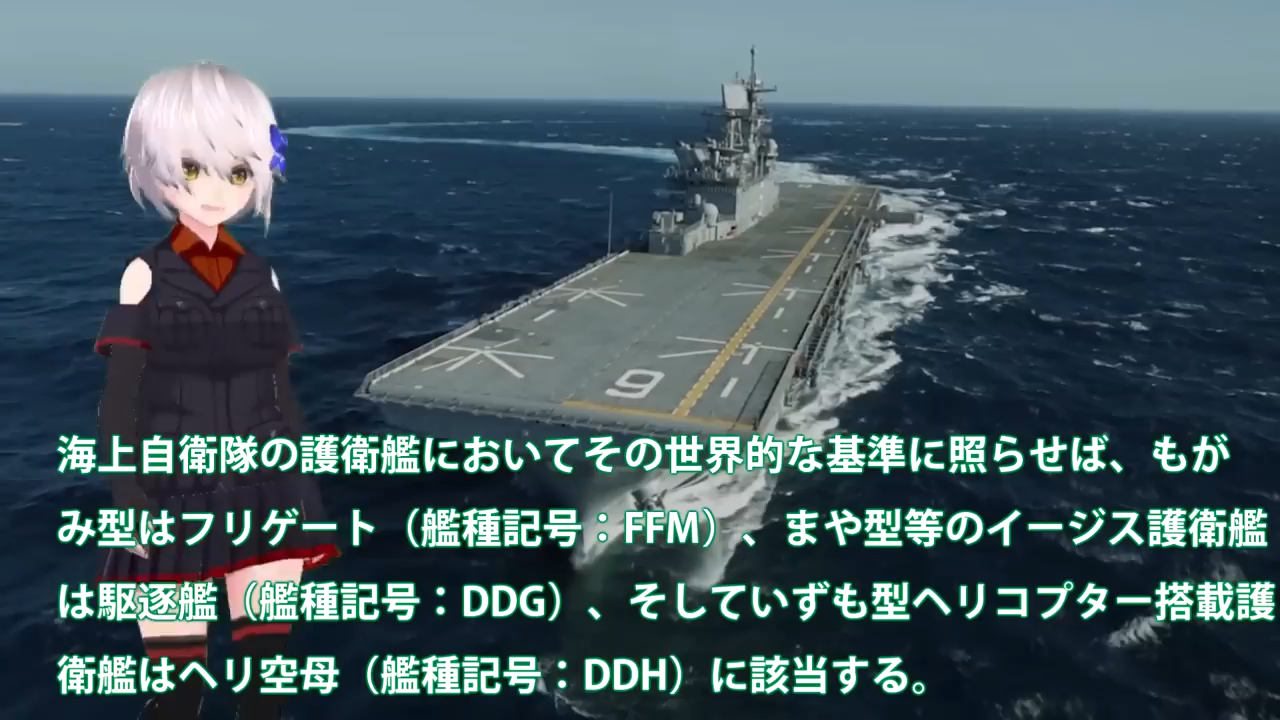 9
海上自衛隊の護衛艦においてその世界的な基準に照らせば、もが
み型はフリゲート（艦種記号：FFM）、まや型等のイージス護衛艦
は駆逐艦（艦種記号：DDG）、そしていずも型ヘリコプター搭載護
衛艦はヘリ空母（艦種記号：DDH）に該当する。